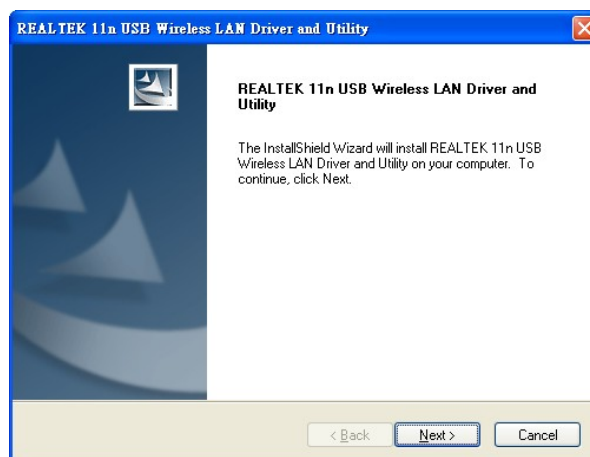 REALTEK 11n USB Wireless LAN Driver and Utility
REALTEK 11n USB Wireless LAN Driver and
Utility
The InstallShield Wizard will install REALTEK 11n USB
Wireless LAN Driver and Utility on your computer. To
continue, click Next.
< Back Next > Cancel